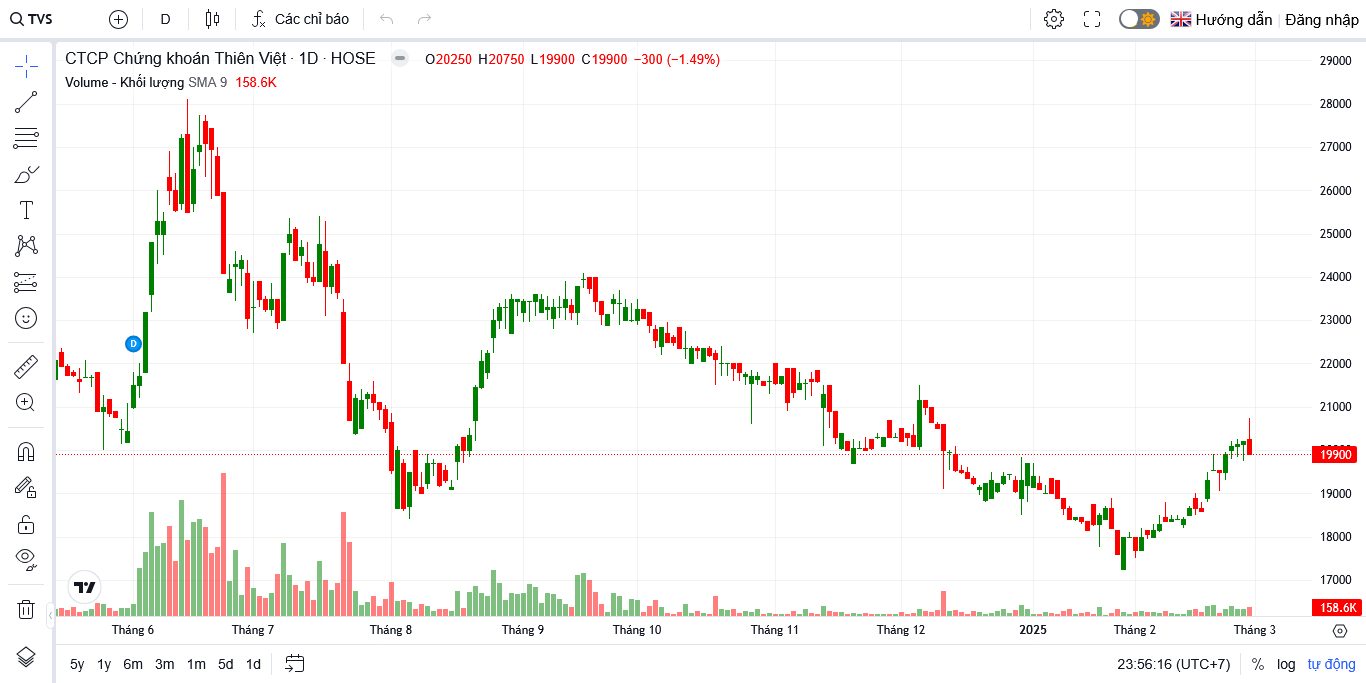 TVS D Các chỉ báo Hướng dẫn Đăng nhập
CTCP Chứng khoán Thiên Việt · 1D · HOSE O20250 H20750 L19900 C19900 −300 (−1.49%)
Volume - Khối lượng SMA 9 158.6K
29000
28000
27000
26000
25000
24000
23000
22000
21000
19900
19000
18000
17000
158.6K
D
Tháng 6 Tháng 7 Tháng 8 Tháng 9 Tháng 10 Tháng 11 Tháng 12 2025 Tháng 2 Tháng 3
5y 1y 6m 3m 1m 5d 1d 23:56:16 (UTC+7) % log tự động